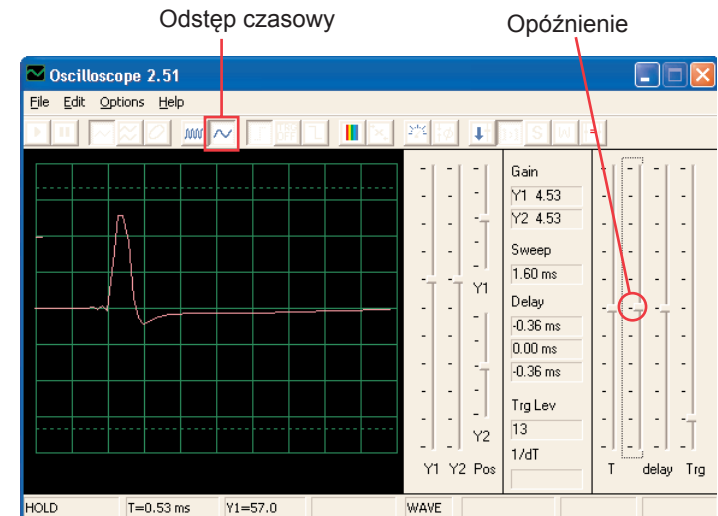 Odstęp czasowy
Opóźnienie
Oscilloscope 2.51
File Edit Options Help
Gain
Y1 4.53
Y2 4.53
Sweep
1.60 ms
Delay
-0.36 ms
0.00 ms
-0.36 ms
Trg Lev
13
1/dT
Y1
Y2
Y1 Y2 Pos
T delay Trg
HOLD T=0.53 ms Y1=57.0 WAVE